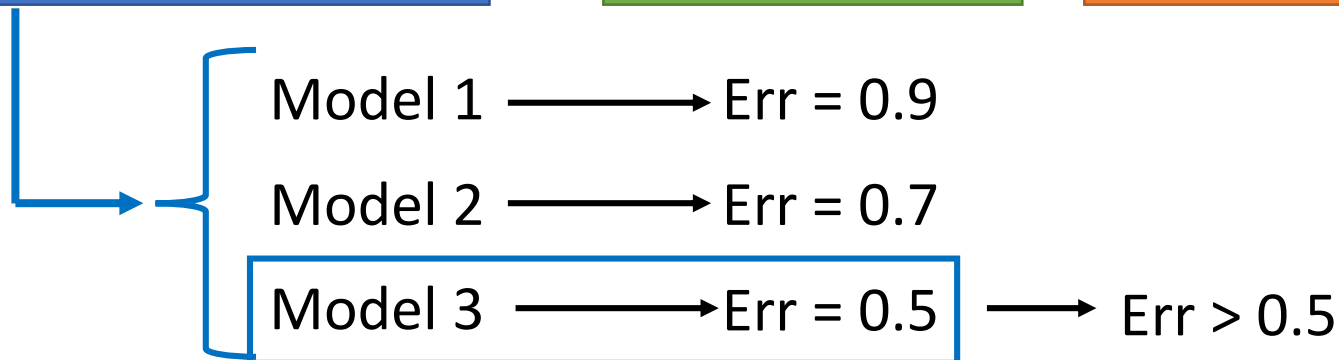 Model 1 Err = 0.9
Model 2 Err = 0.7
Model 3 Err = 0.5 Err > 0.5